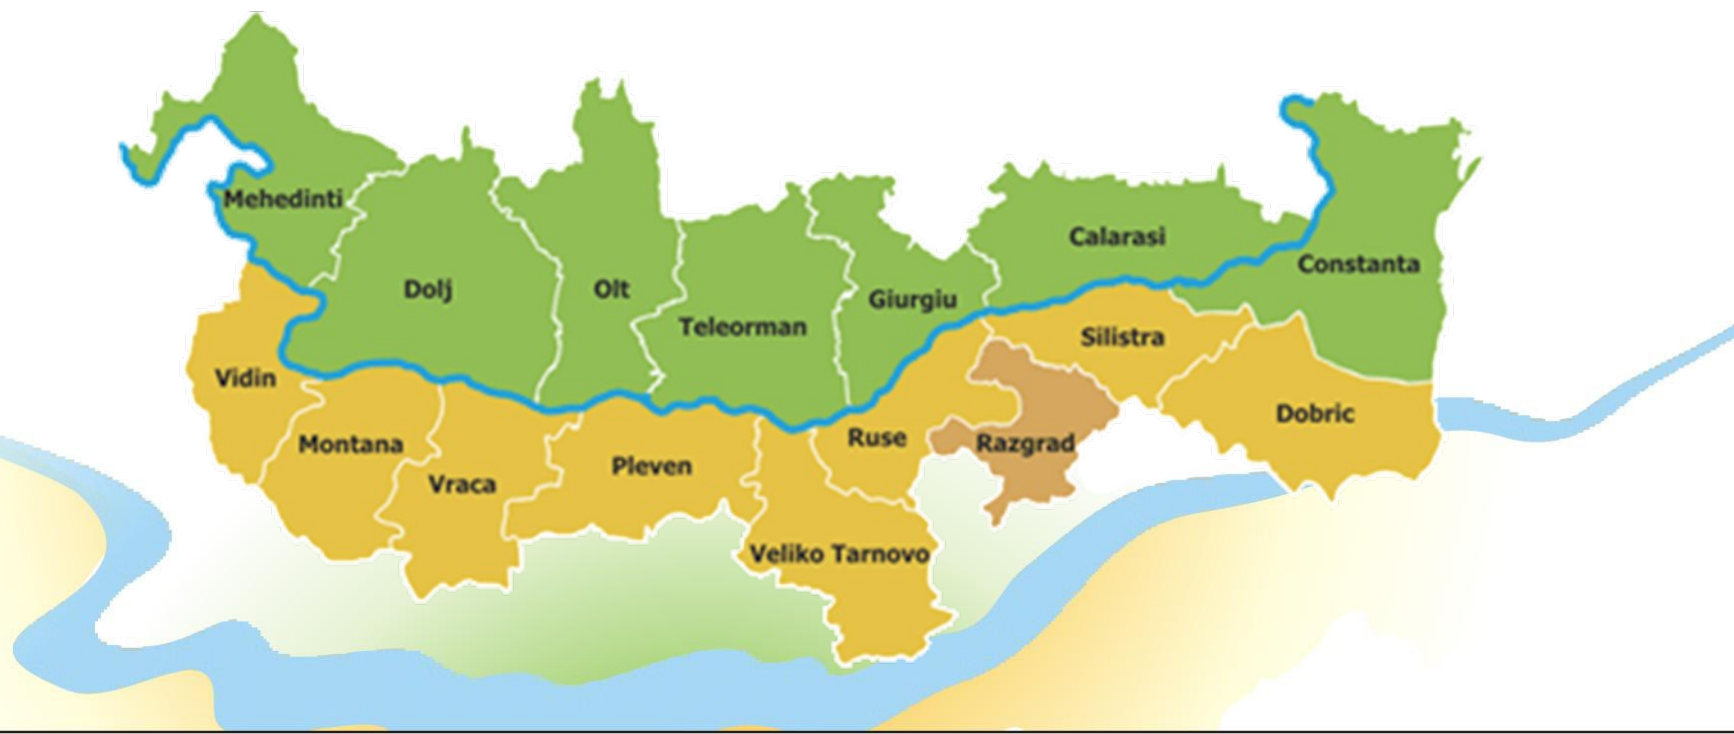 Mehedinti
Dolj
Olt
Teleorman
Giurgiu
Calarasi
Constanta
Vidin
Montana
Vraca
Pleven
Veliko Tarnovo
Ruse
Razgrad
Silistra
Dobric